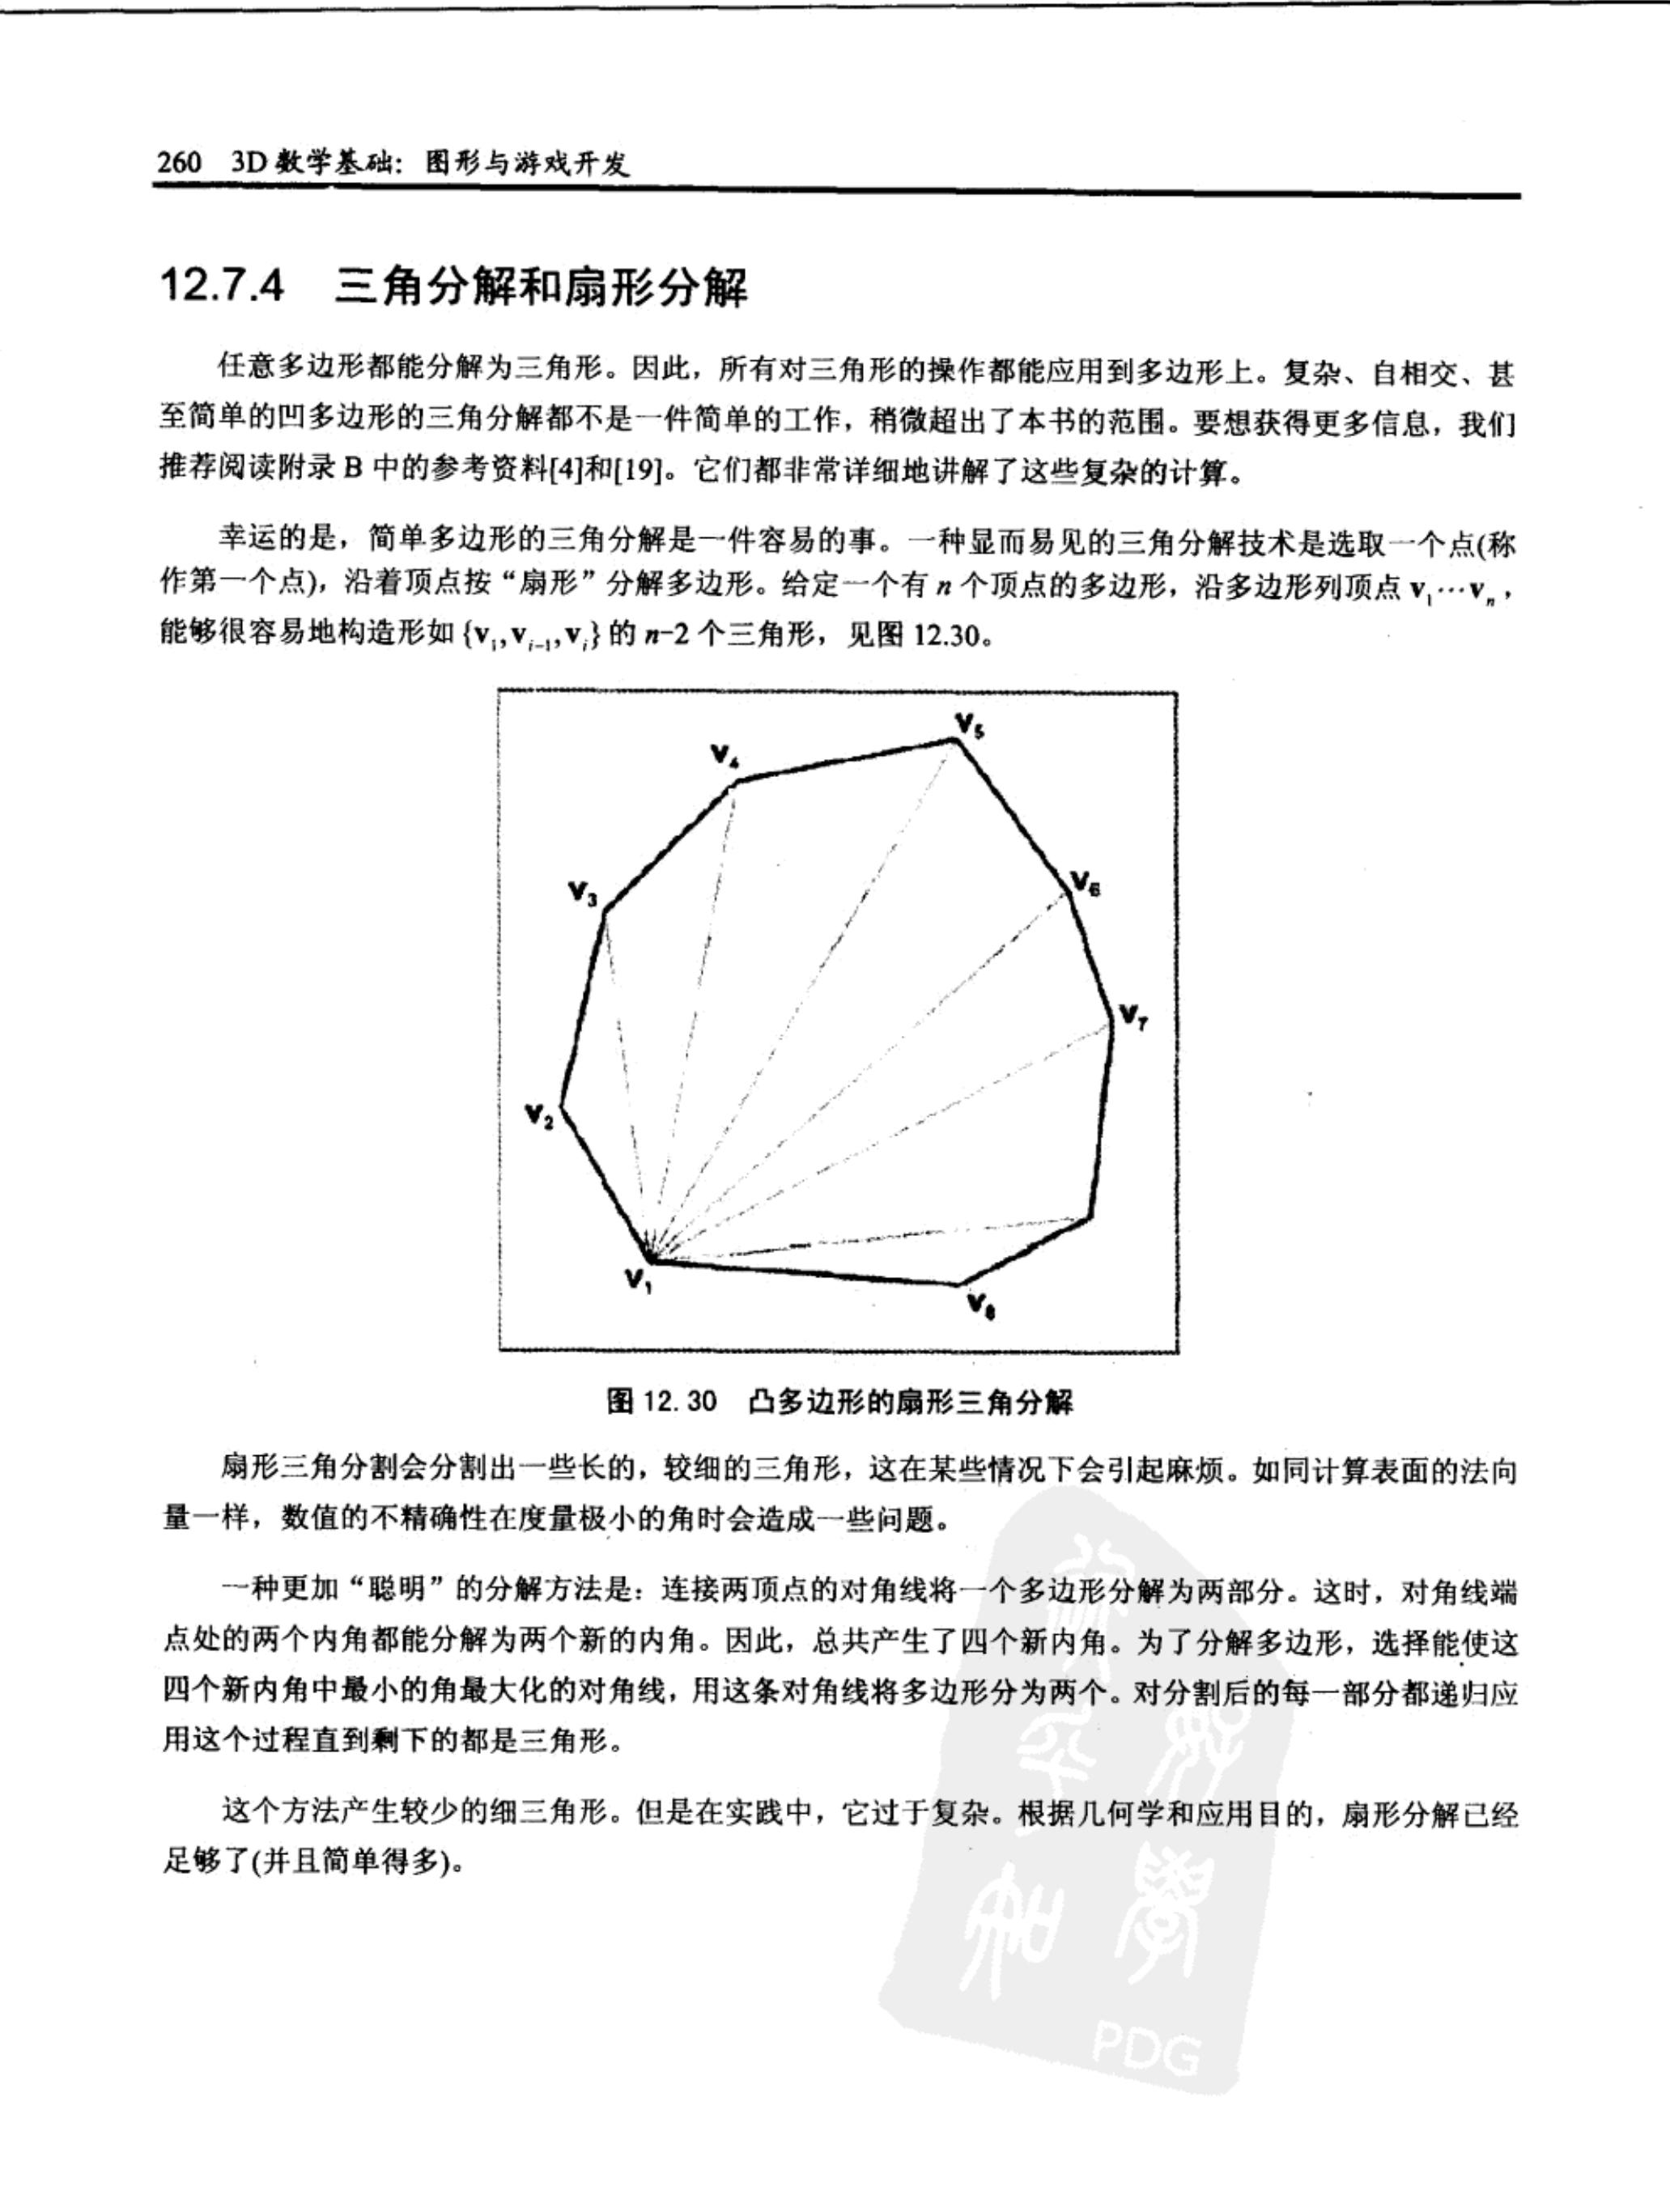 260 3D 数学基础：图形与游戏开发
12.7.4 三角分解和扇形分解
任意多边形都能分解为三角形。因此，所有对三角形的操作都能应用到多边形上。复杂、自相交、甚
至简单的凹多边形的三角分解都不是一件简单的工作，稍微超出了本书的范围。要想获得更多信息，我们
推荐阅读附录 B 中的参考资料[4]和[19]。它们都非常详细地讲解了这些复杂的计算。
幸运的是，简单多边形的三角分解是一件容易的事。一种显而易见的三角分解技术是选取一个点(称
作第一个点)，沿着顶点按“扇形”分解多边形。给定一个有 n 个顶点的多边形，沿多边形列顶点 v₁⋯vₙ，
能够很容易地构造形如 {v₁,vᵢ₋₁,vᵢ} 的 n-2 个三角形，见图 12.30。
v₅
v₄
v₃
v₆
v₇
v₂
v₁
v₈
图 12.30 凸多边形的扇形三角分解
扇形三角分割会分割出一些长的，较细的三角形，这在某些情况下会引起麻烦。如同计算表面的法向
量一样，数值的不精确性在度量极小的角时会造成一些问题。
一种更加“聪明”的分解方法是：连接两顶点的对角线将一个多边形分解为两部分。这时，对角线端
点处的两个内角都能分解为两个新的内角。因此，总共产生了四个新内角。为了分解多边形，选择能使这
四个新内角中最小的角最大化的对角线，用这条对角线将多边形分为两个。对分割后的每一部分都递归应
用这个过程直到剩下的都是三角形。
这个方法产生较少的细三角形。但是在实践中，它过于复杂。根据几何学和应用目的，扇形分解已经
足够了(并且简单得多)。
PDG